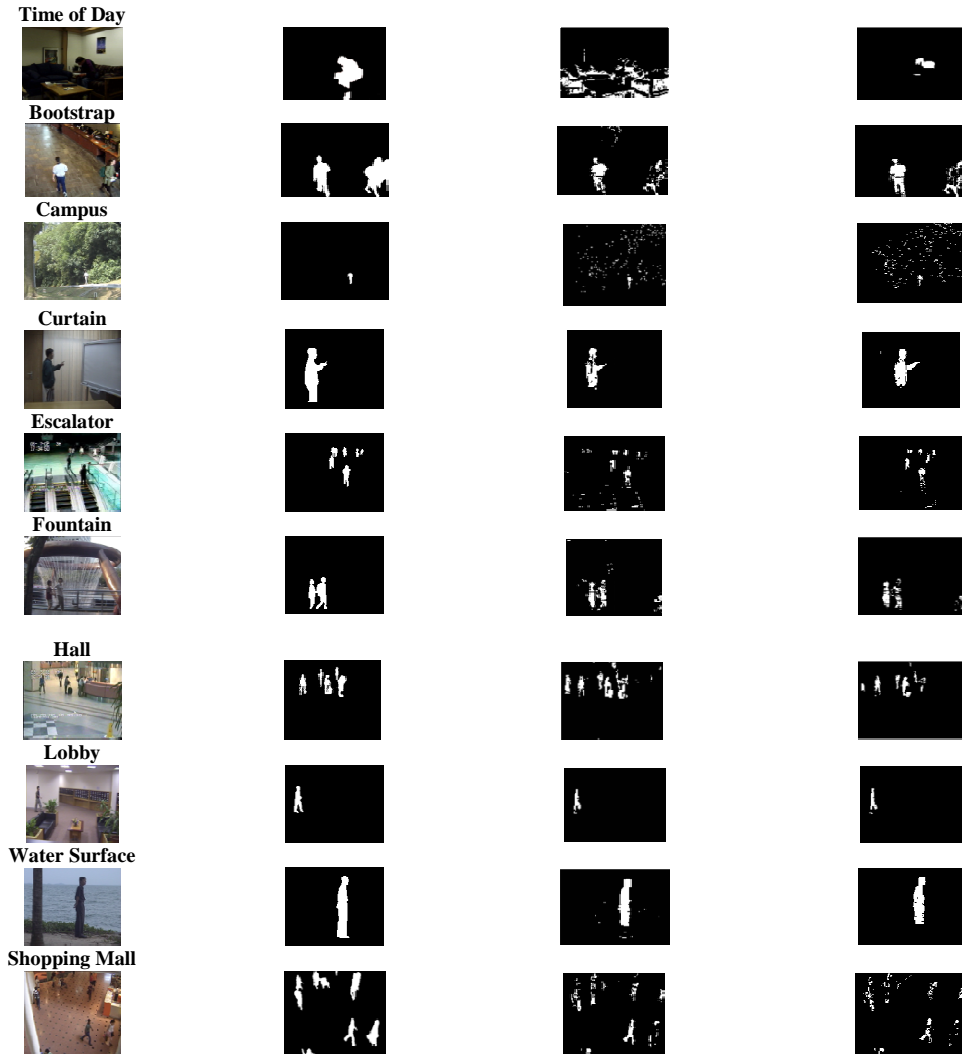 Time of Day
Bootstrap
Campus
Curtain
Escalator
Fountain
Hall
Lobby
Water Surface
Shopping Mall